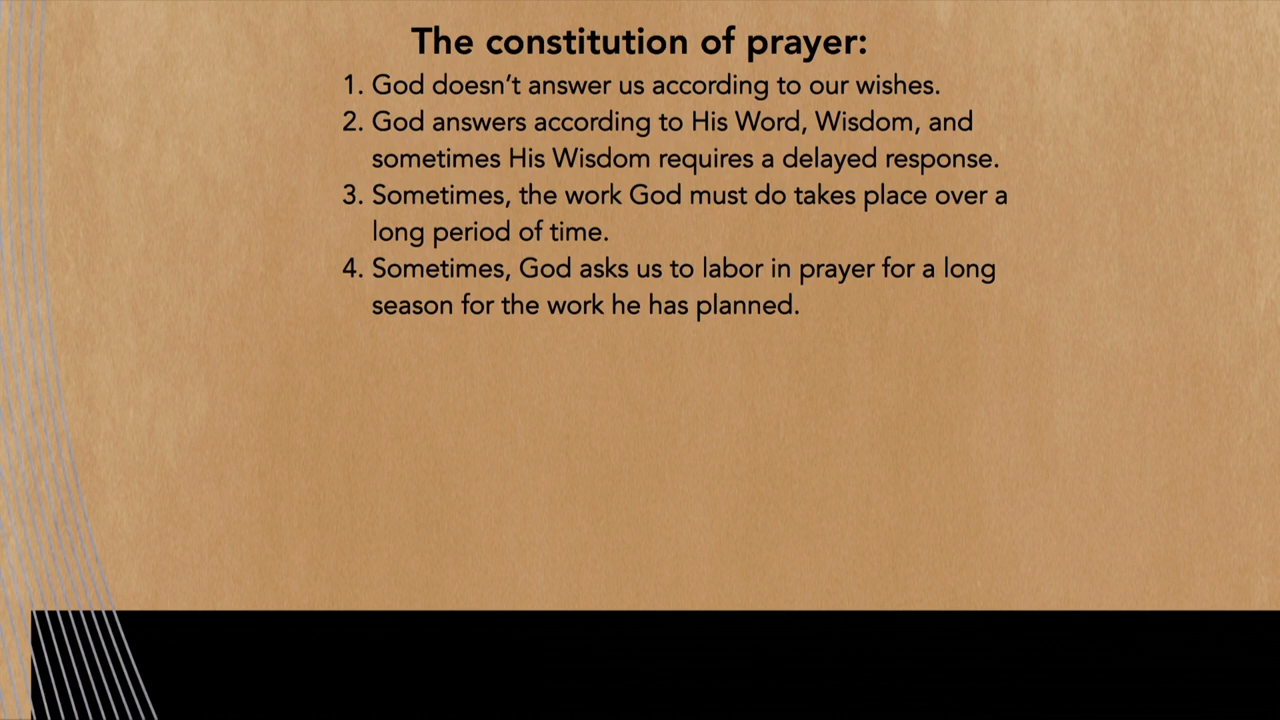 The constitution of prayer:
1. God doesn’t answer us according to our wishes.
2. God answers according to His Word, Wisdom, and
sometimes His Wisdom requires a delayed response.
3. Sometimes, the work God must do takes place over a
long period of time.
4. Sometimes, God asks us to labor in prayer for a long
season for the work he has planned.